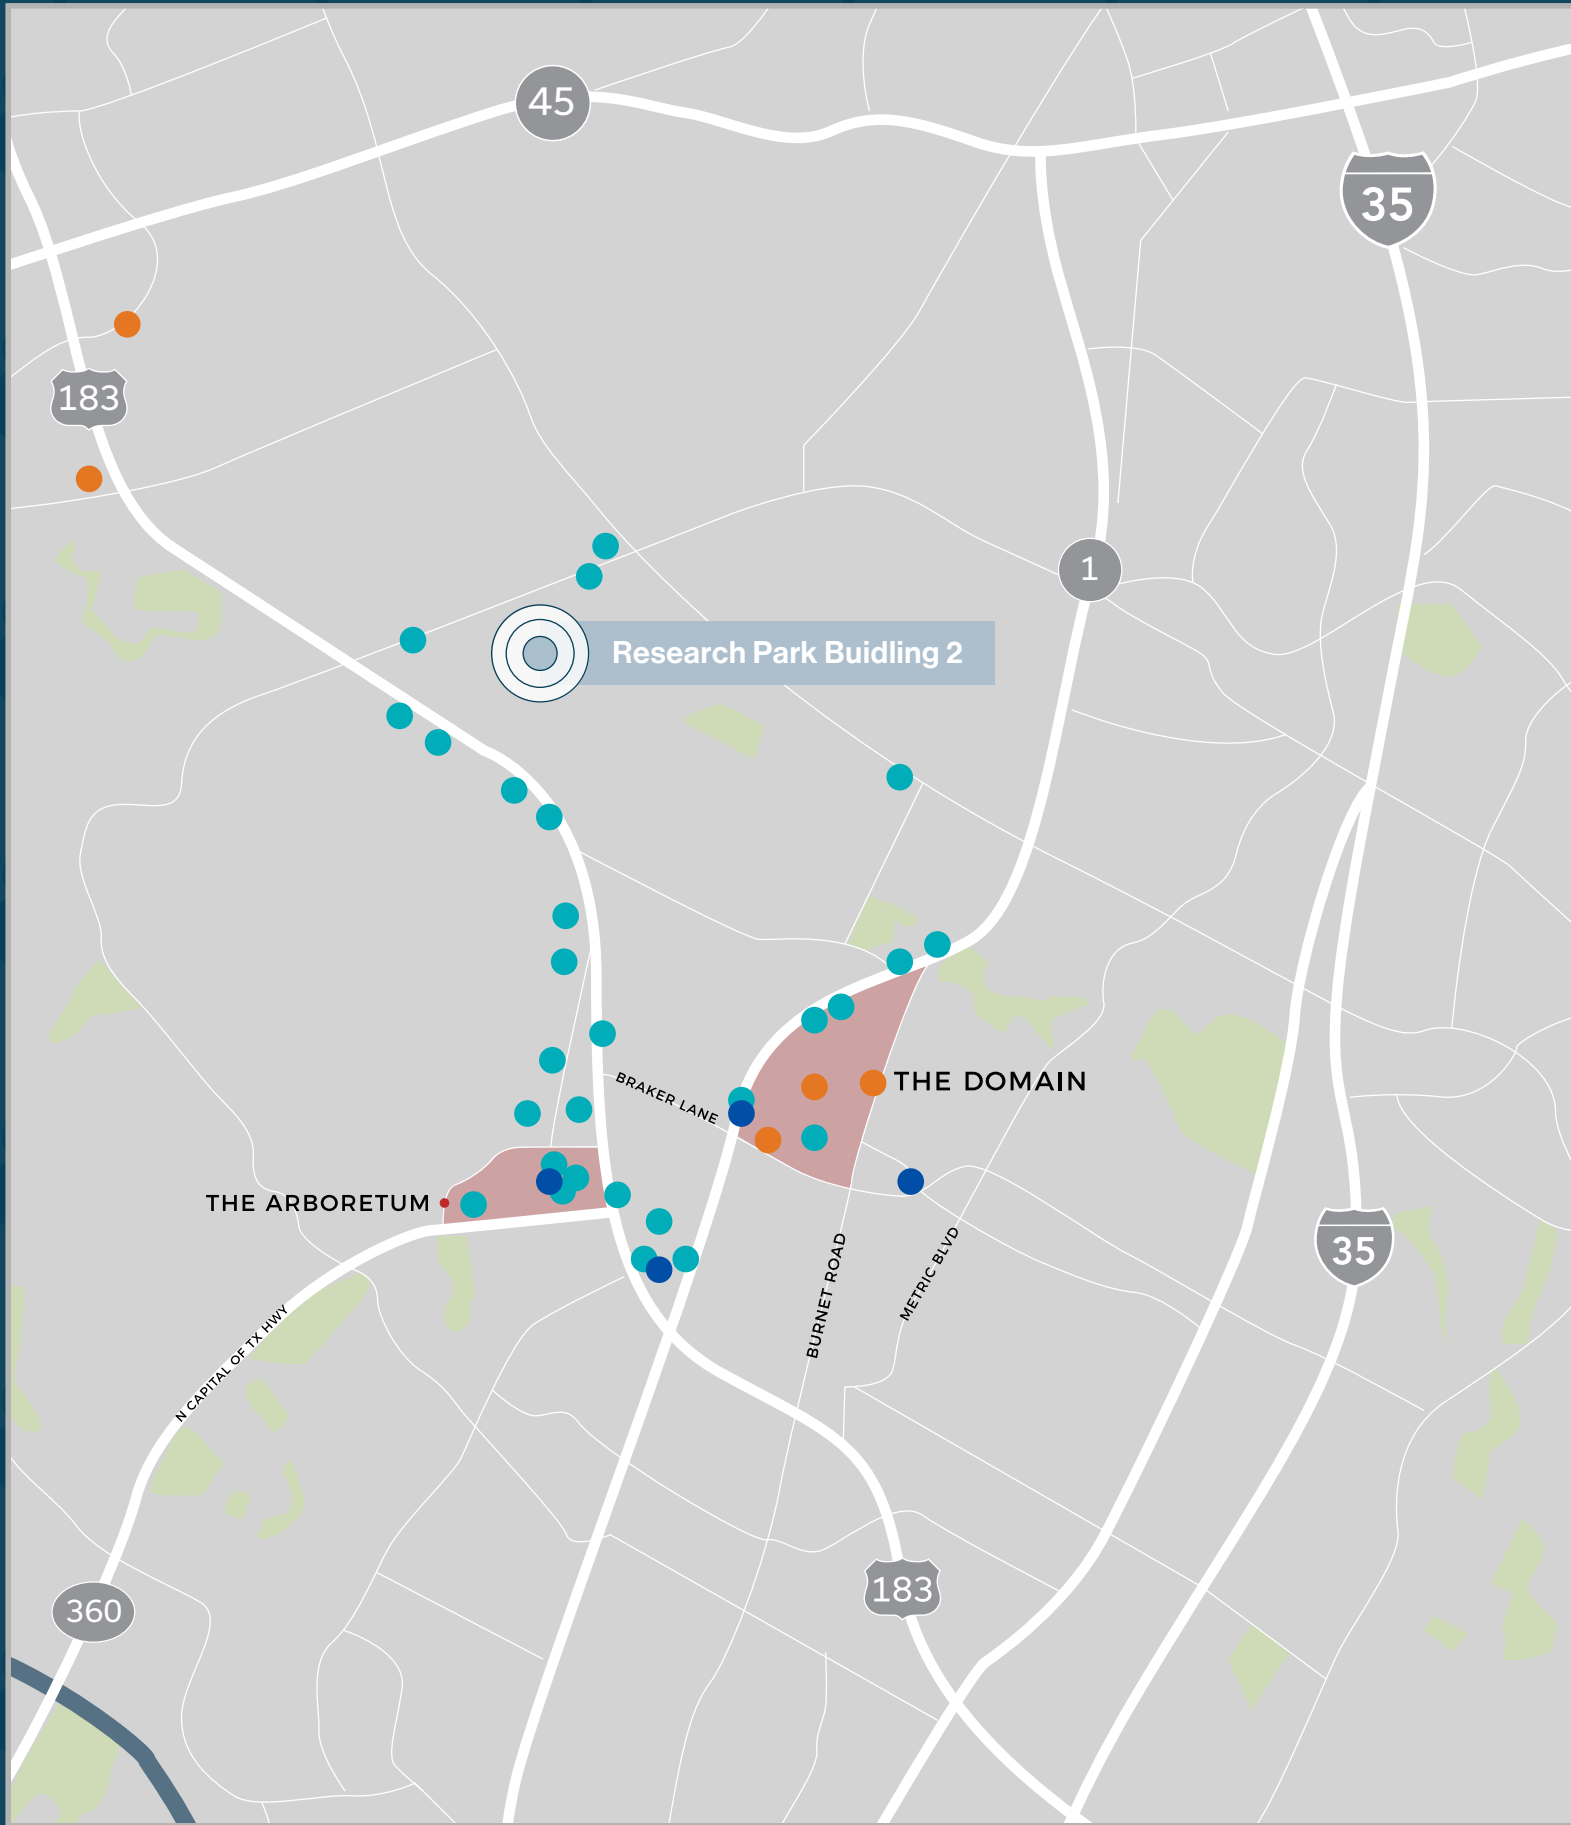 45
35
183
1
Research Park Buidling 2
BRAKER LANE
THE DOMAIN
THE ARBORETUM
BURNET ROAD
METRIC BLVD
35
N CAPITAL OF TX HWY
183
360